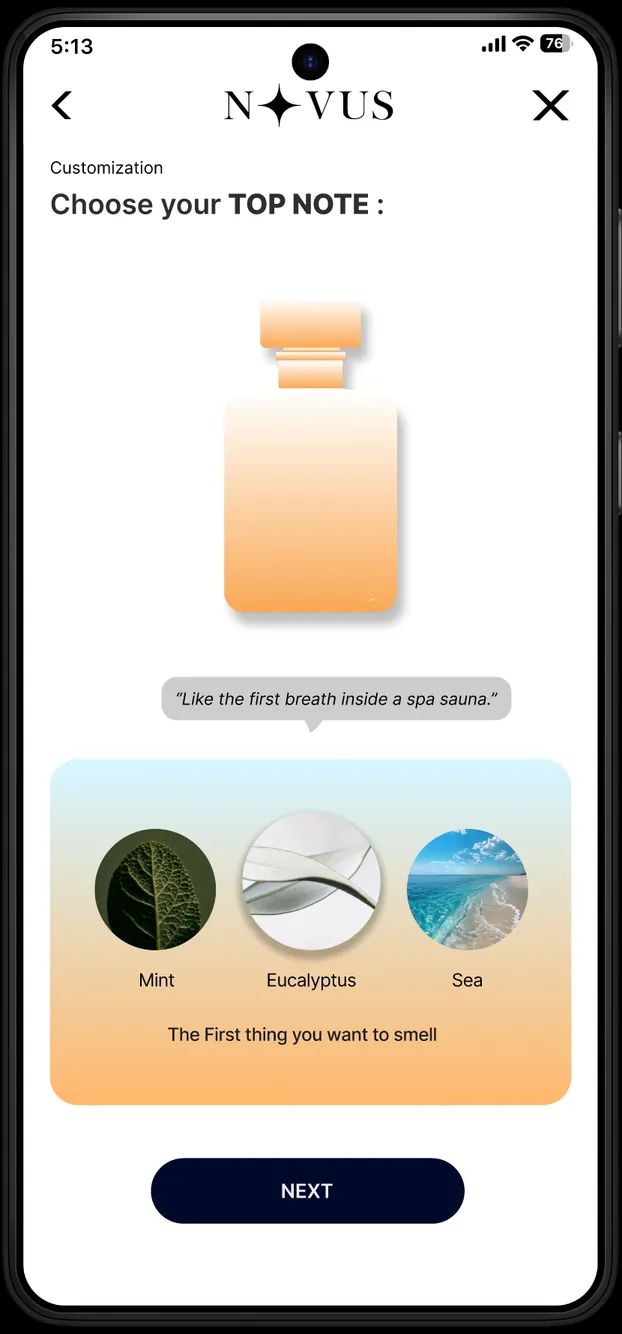 5:13
76
N VUS
Customization
Choose your TOP NOTE :
“Like the first breath inside a spa sauna.”
Mint
Eucalyptus
Sea
The First thing you want to smell
NEXT